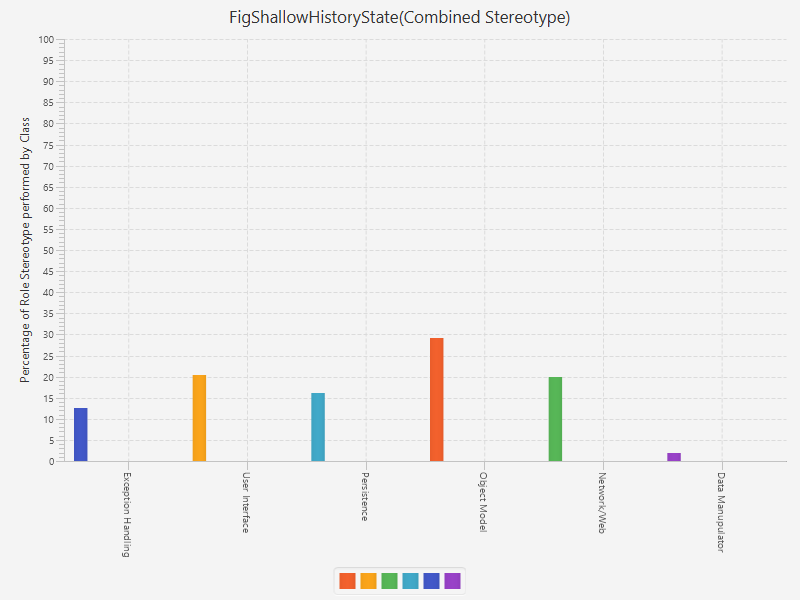 FigShallowHistoryState(Combined Stereotype)
Percentage of Role Stereotype performed by Class
100
95
90
85
80
75
70
65
60
55
50
45
40
35
30
25
20
15
10
5
0
Exception Handling
User Interface
Persistence
Object Model
Network/Web
Data Manupulator